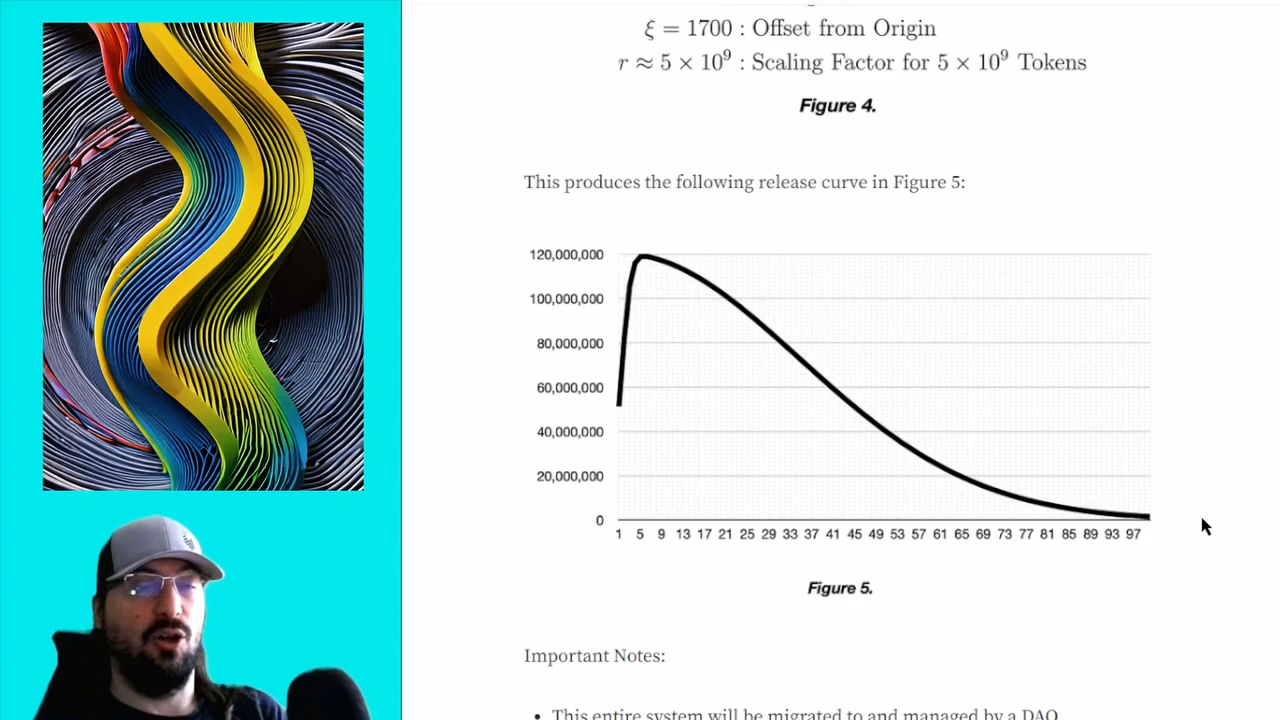 ξ = 1700 : Offset from Origin
r ≈ 5 × 10⁹ : Scaling Factor for 5 × 10⁹ Tokens
Figure 4.
This produces the following release curve in Figure 5:
120,000,000
100,000,000
80,000,000
60,000,000
40,000,000
20,000,000
0
1 5 9 13 17 21 25 29 33 37 41 45 49 53 57 61 65 69 73 77 81 85 89 93 97
Figure 5.
Important Notes:
• This entire system will be migrated to and managed by a DAO